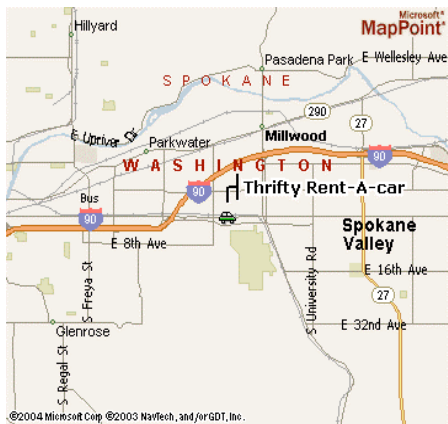 Microsoft®
MapPoint®
Hillyard
Pasadena Park
E Wellesley Ave
SPOKANE
290
27
E Upriver Dr
Parkwater
Millwood
90
WASHINGTON
90
Thrifty Rent-A-car
Bus
90
Spokane
Valley
E 8th Ave
E 16th Ave
S Freya St
S University Rd
27
Glenrose
E 32nd Ave
S Regal St
©2004 Microsoft Corp ©2003 NavTech, and/or GDT, Inc.